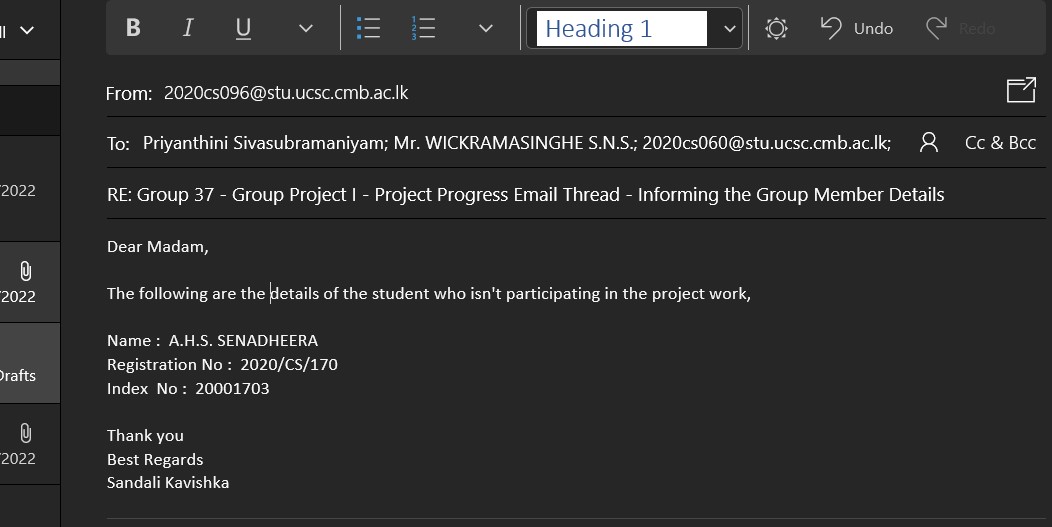 B I U
Heading 1
Undo
Redo
From: 2020cs096@stu.ucsc.cmb.ac.lk
To: Priyanthini Sivasubramaniyam; Mr. WICKRAMASINGHE S.N.S.; 2020cs060@stu.ucsc.cmb.ac.lk; Cc & Bcc
/2022
RE: Group 37 - Group Project I - Project Progress Email Thread - Informing the Group Member Details
Dear Madam,
/2022
The following are the details of the student who isn't participating in the project work,
Name : A.H.S. SENADHEERA
Registration No : 2020/CS/170
Drafts
Index No : 20001703
Thank you
/2022
Best Regards
Sandali Kavishka